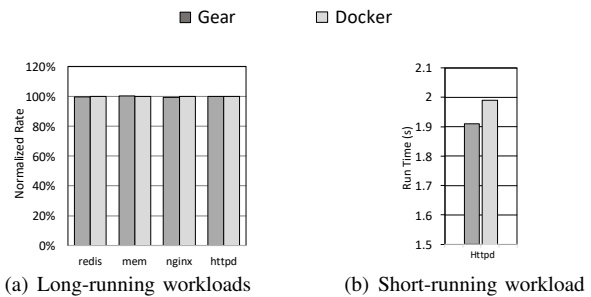 Gear Docker
120%
100%
80%
60%
40%
20%
0%
Normalized Rate
redis mem nginx httpd
(a) Long-running workloads
2.1
2
1.9
1.8
1.7
1.6
1.5
Run Time (s)
Httpd
(b) Short-running workload